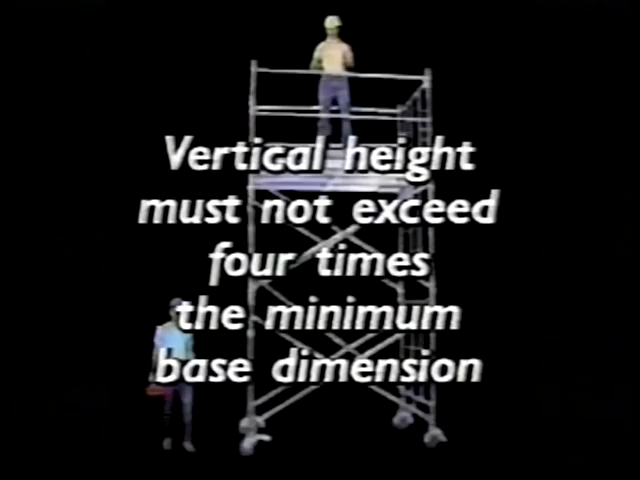 Vertical height
must not exceed
four times
the minimum
base dimension